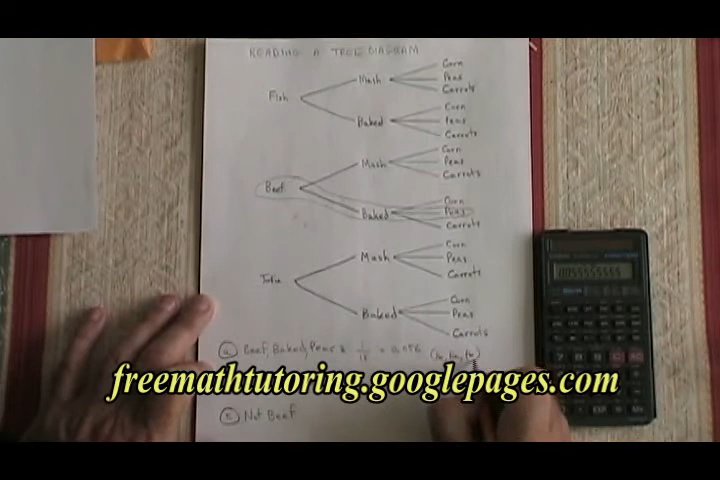 READING A TREE DIAGRAM
Corn
Mash Peas
Carrots
Fish
Corn
Baked Peas
Carrots
Corn
Mash Peas
Carrots
Beef
Corn
Baked Peas
Carrots
Corn
Mash Peas
Carrots
Tofu
Corn
Baked Peas
Carrots
a Beef, Baked, Peas
freemathtutoring.googlepages.com
c Not Beef